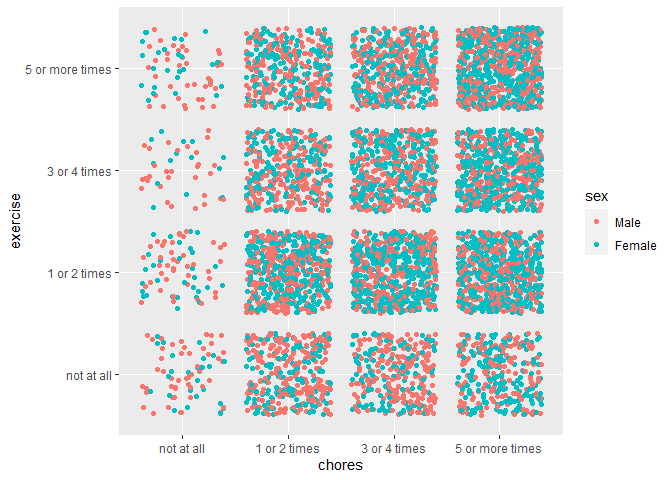 exercise
5 or more times
3 or 4 times
1 or 2 times
not at all
not at all
1 or 2 times
3 or 4 times
5 or more times
chores
sex
Male
Female